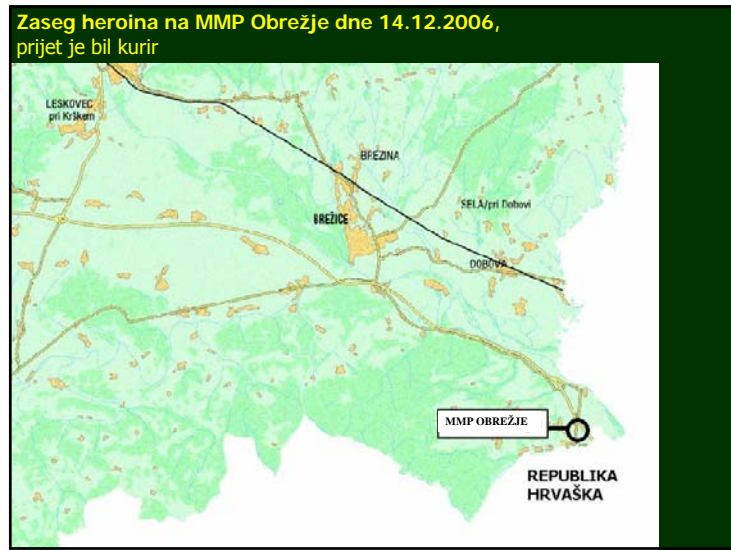 Zaseg heroina na MMP Obrežje dne 14.12.2006,
prijet je bil kurir
LESKOVEC
pri Krškem
BREZINA
SELA/pri Dobovi
BREŽICE
DOBOVA
MMP OBREŽJE
REPUBLIKA
HRVAŠKA